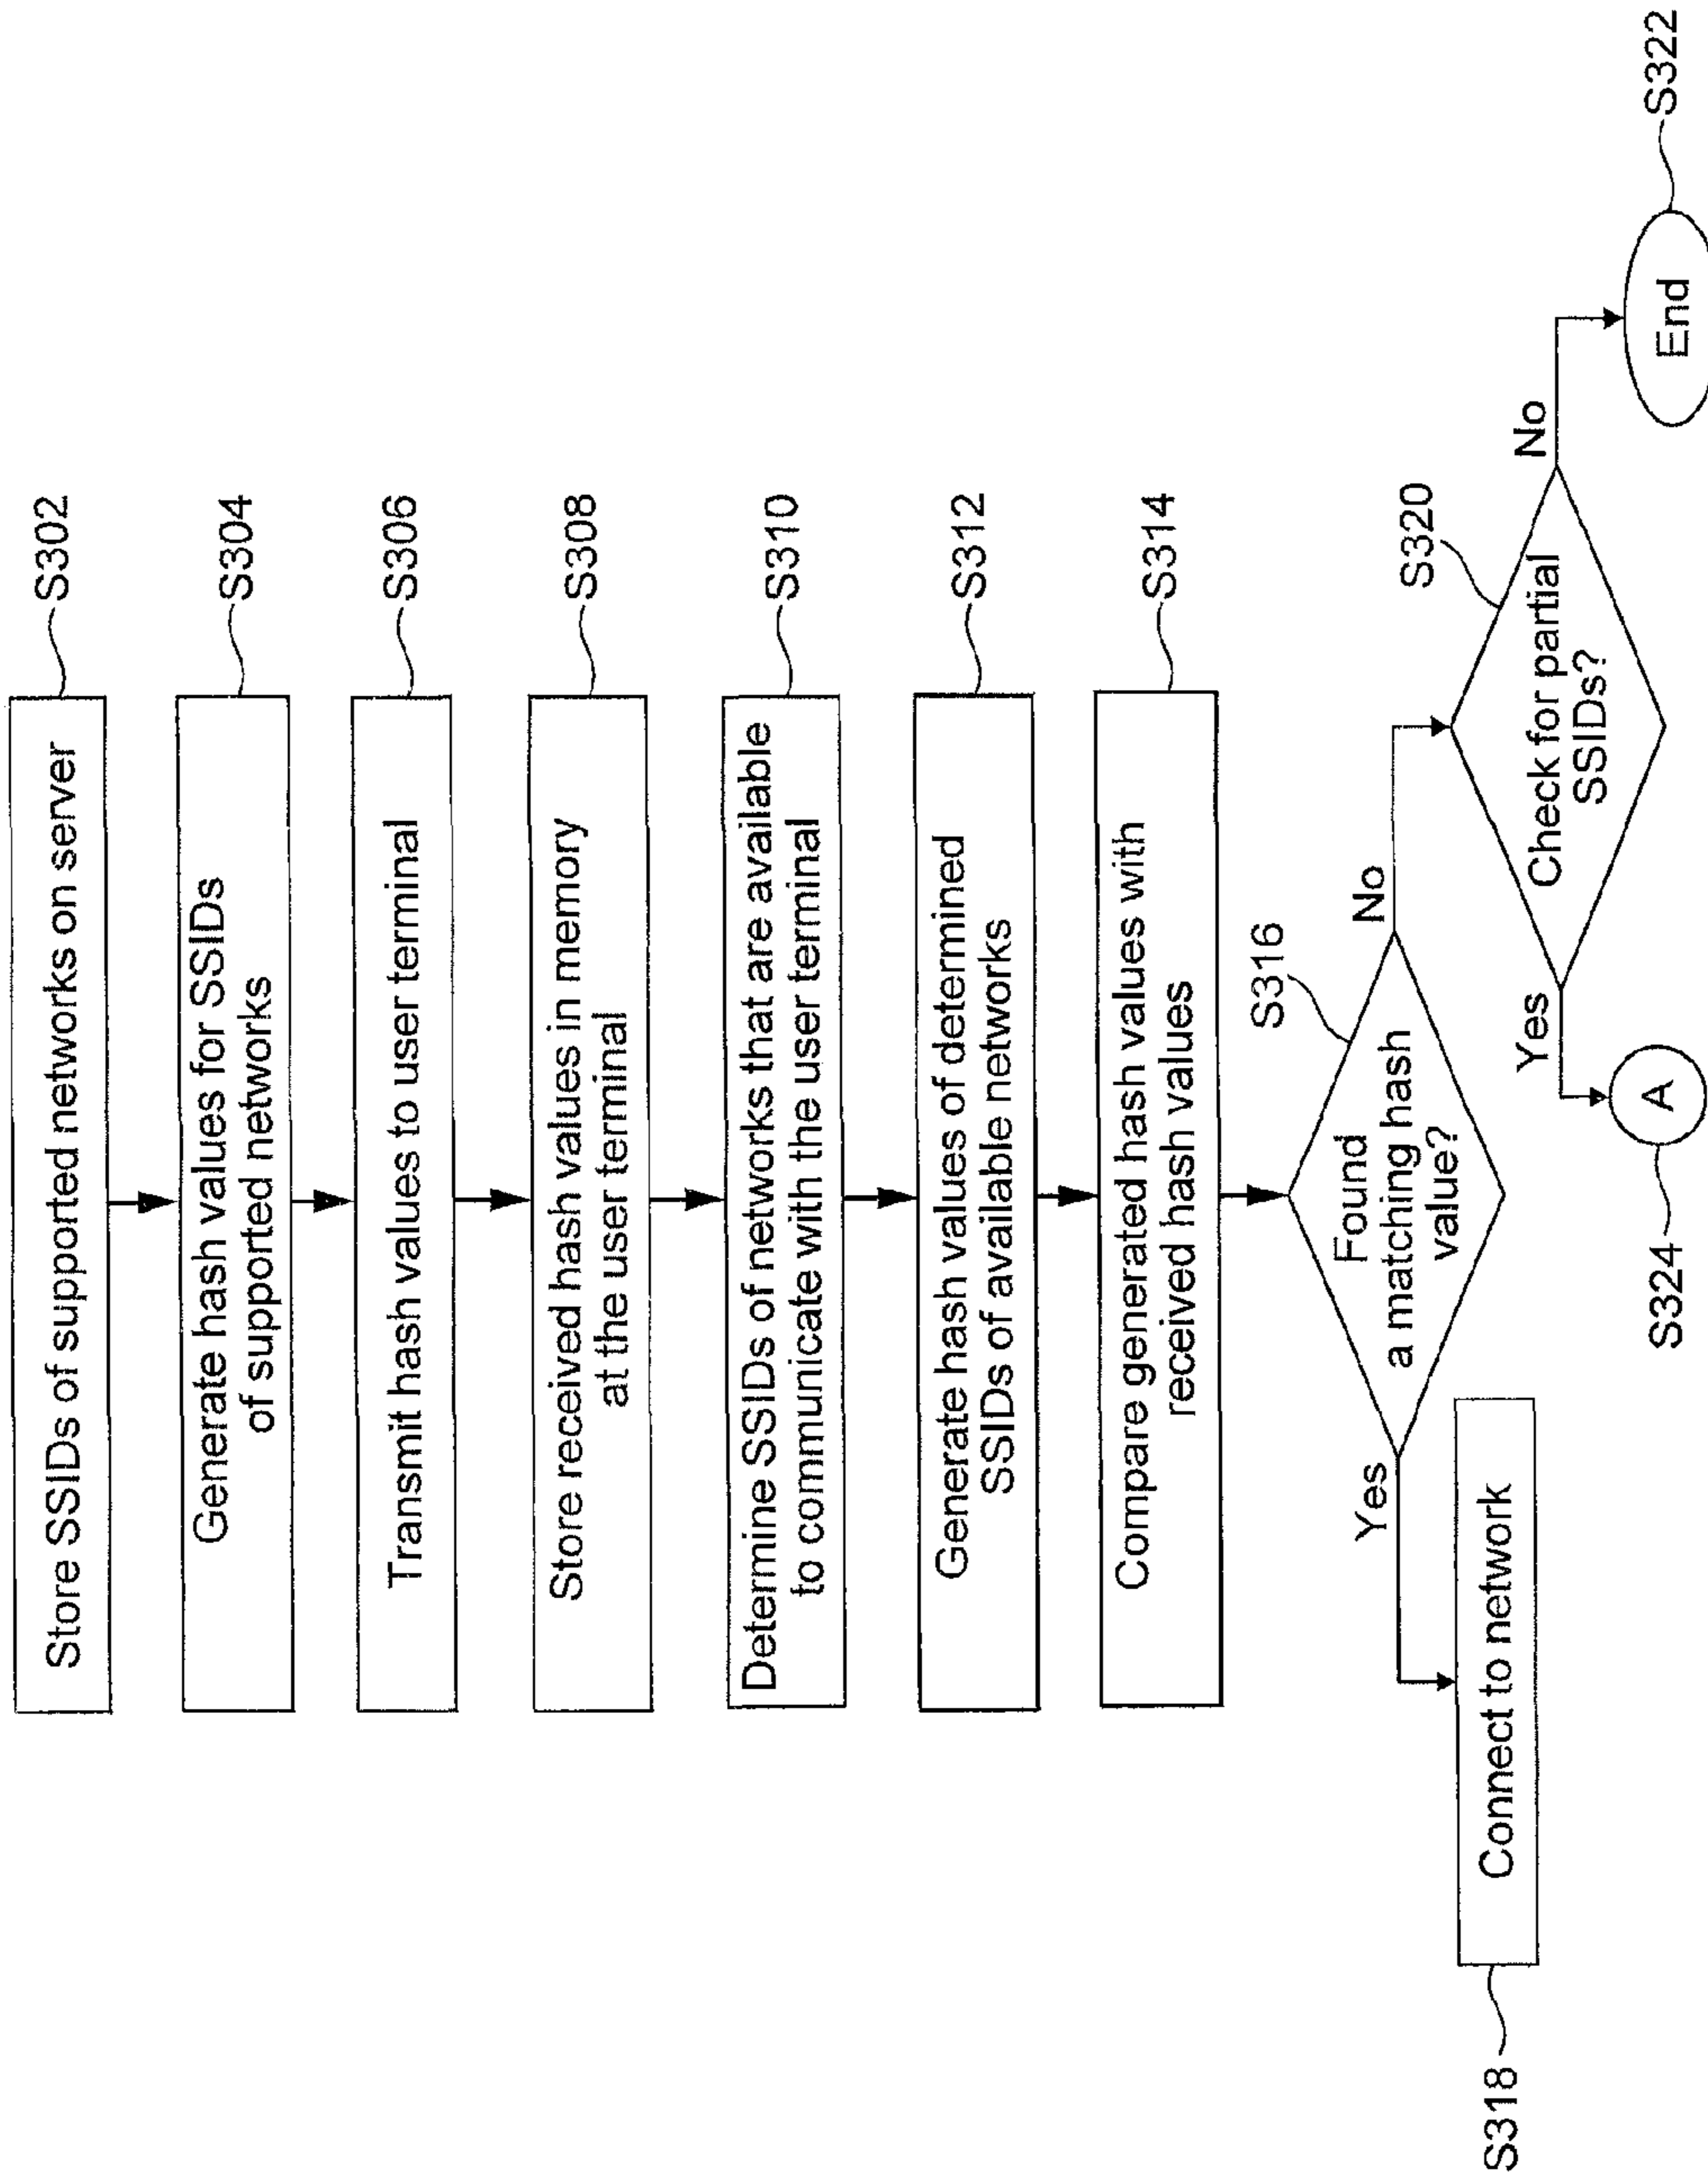 Store SSIDs of supported networks on server
S302
Generate hash values for SSIDs
of supported networks
S304
Transmit hash values to user terminal
S306
Store received hash values in memory
at the user terminal
S308
Determine SSIDs of networks that are available
to communicate with the user terminal
S310
Generate hash values of determined
SSIDs of available networks
S312
Compare generated hash values with
received hash values
S314
Found
a matching hash
value?
S316
Yes
No
Connect to network
S318
Check for partial
SSIDs?
S320
Yes
No
A
S324
End
S322